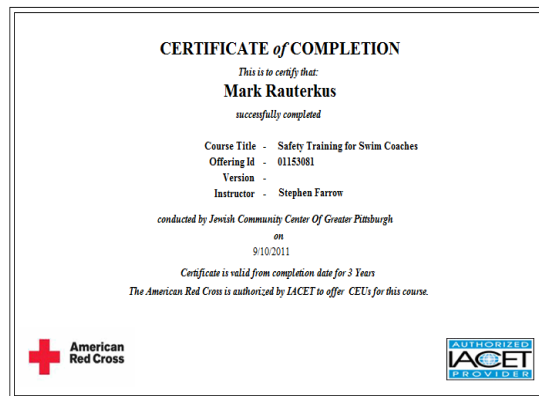 CERTIFICATE of COMPLETION
This is to certify that:
Mark Rauterkus
successfully completed
Course Title - Safety Training for Swim Coaches
Offering Id - 01153081
Version -
Instructor - Stephen Farrow
conducted by Jewish Community Center Of Greater Pittsburgh
on
9/10/2011
Certificate is valid from completion date for 3 Years
The American Red Cross is authorized by IACET to offer CEUs for this course.
American
Red Cross
AUTHORIZED
IACET
PROVIDER